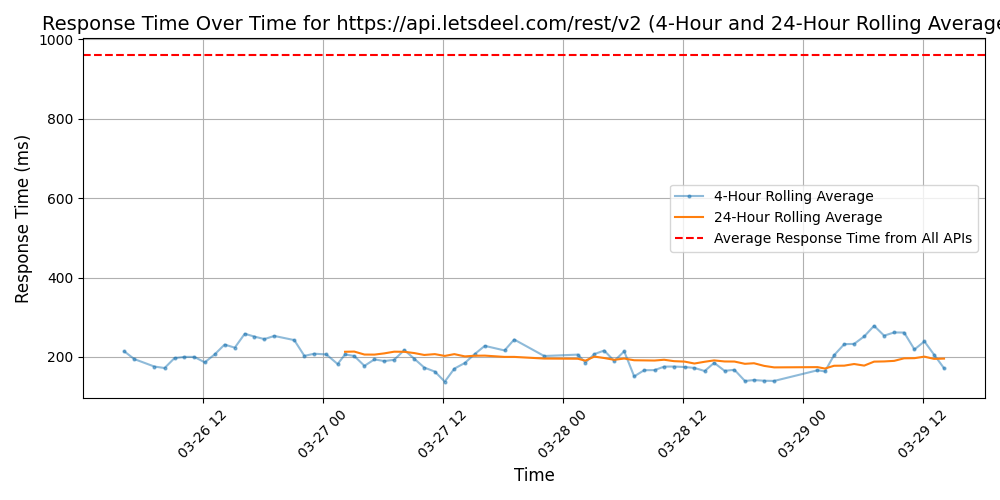 Response Time Over Time for https://api.letsdeel.com/rest/v2 (4-Hour and 24-Hour Rolling Average
1000
800
600
400
200
Response Time (ms)
4-Hour Rolling Average
24-Hour Rolling Average
Average Response Time from All APIs
03-26 12
03-27 00
03-27 12
03-28 00
03-28 12
03-29 00
03-29 12
Time